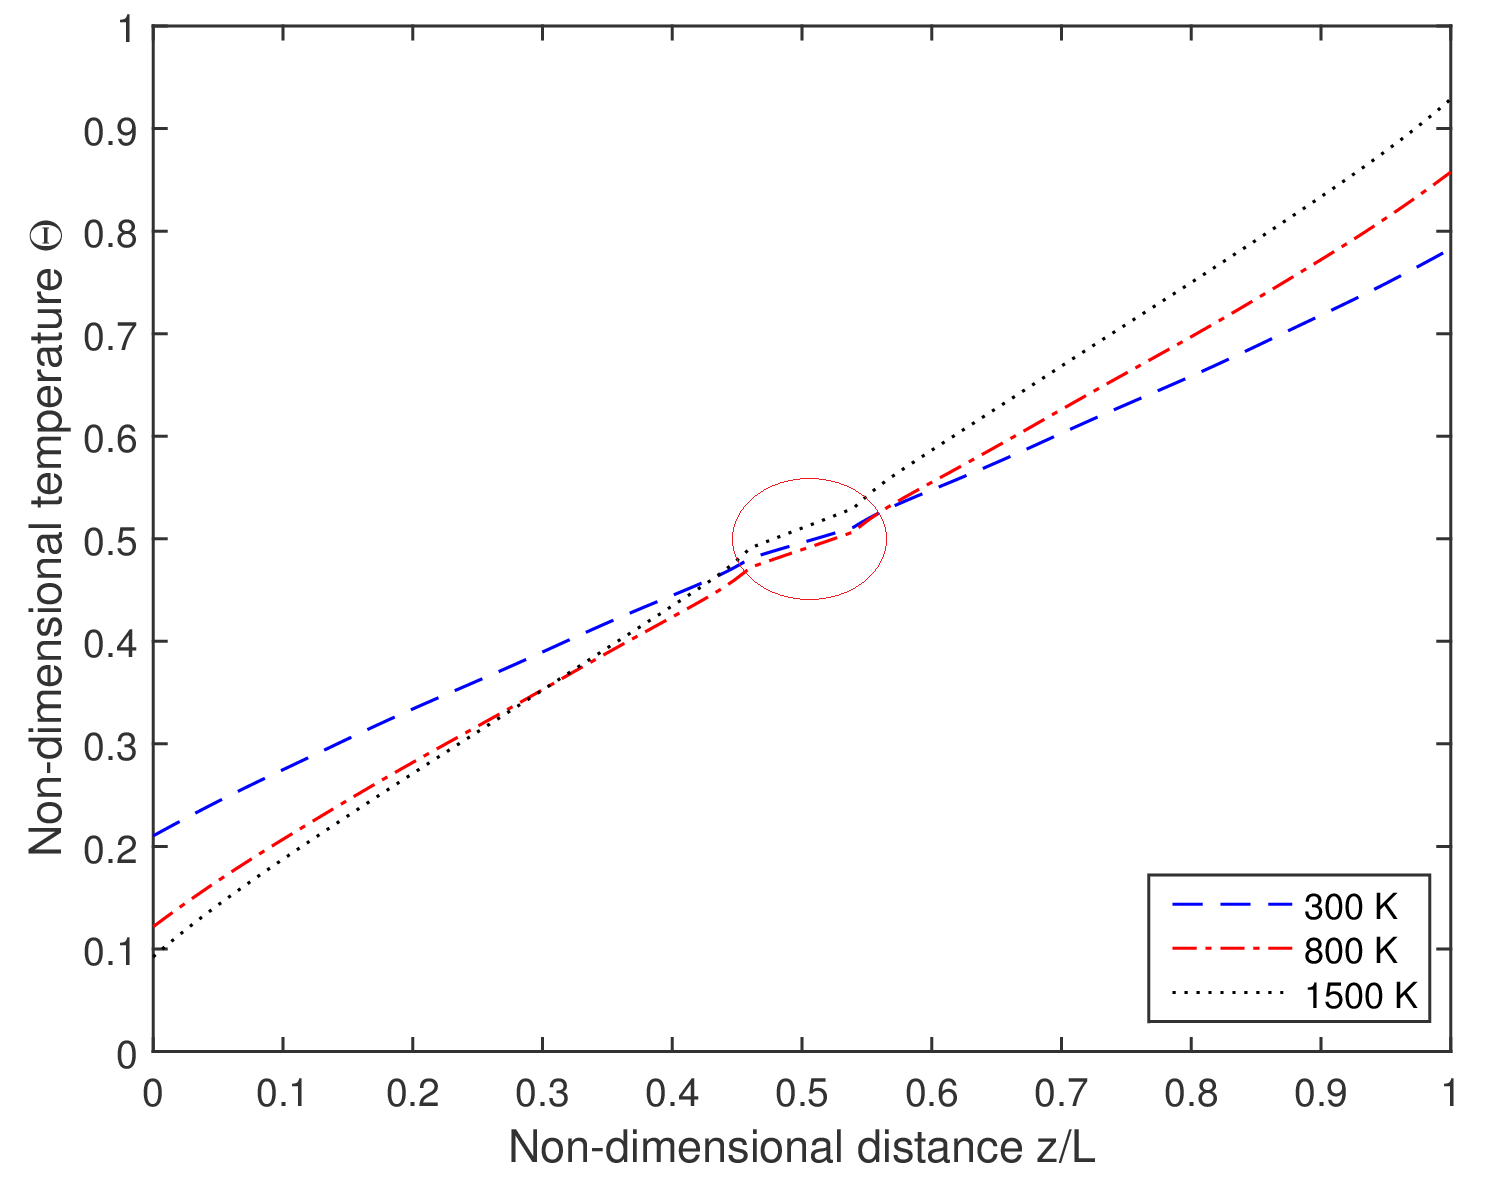 1
0.9
0.8
0.7
0.6
0.5
0.4
0.3
0.2
0.1
0
Non-dimensional temperature Θ
300 K
800 K
1500 K
0 0.1 0.2 0.3 0.4 0.5 0.6 0.7 0.8 0.9 1
Non-dimensional distance z/L